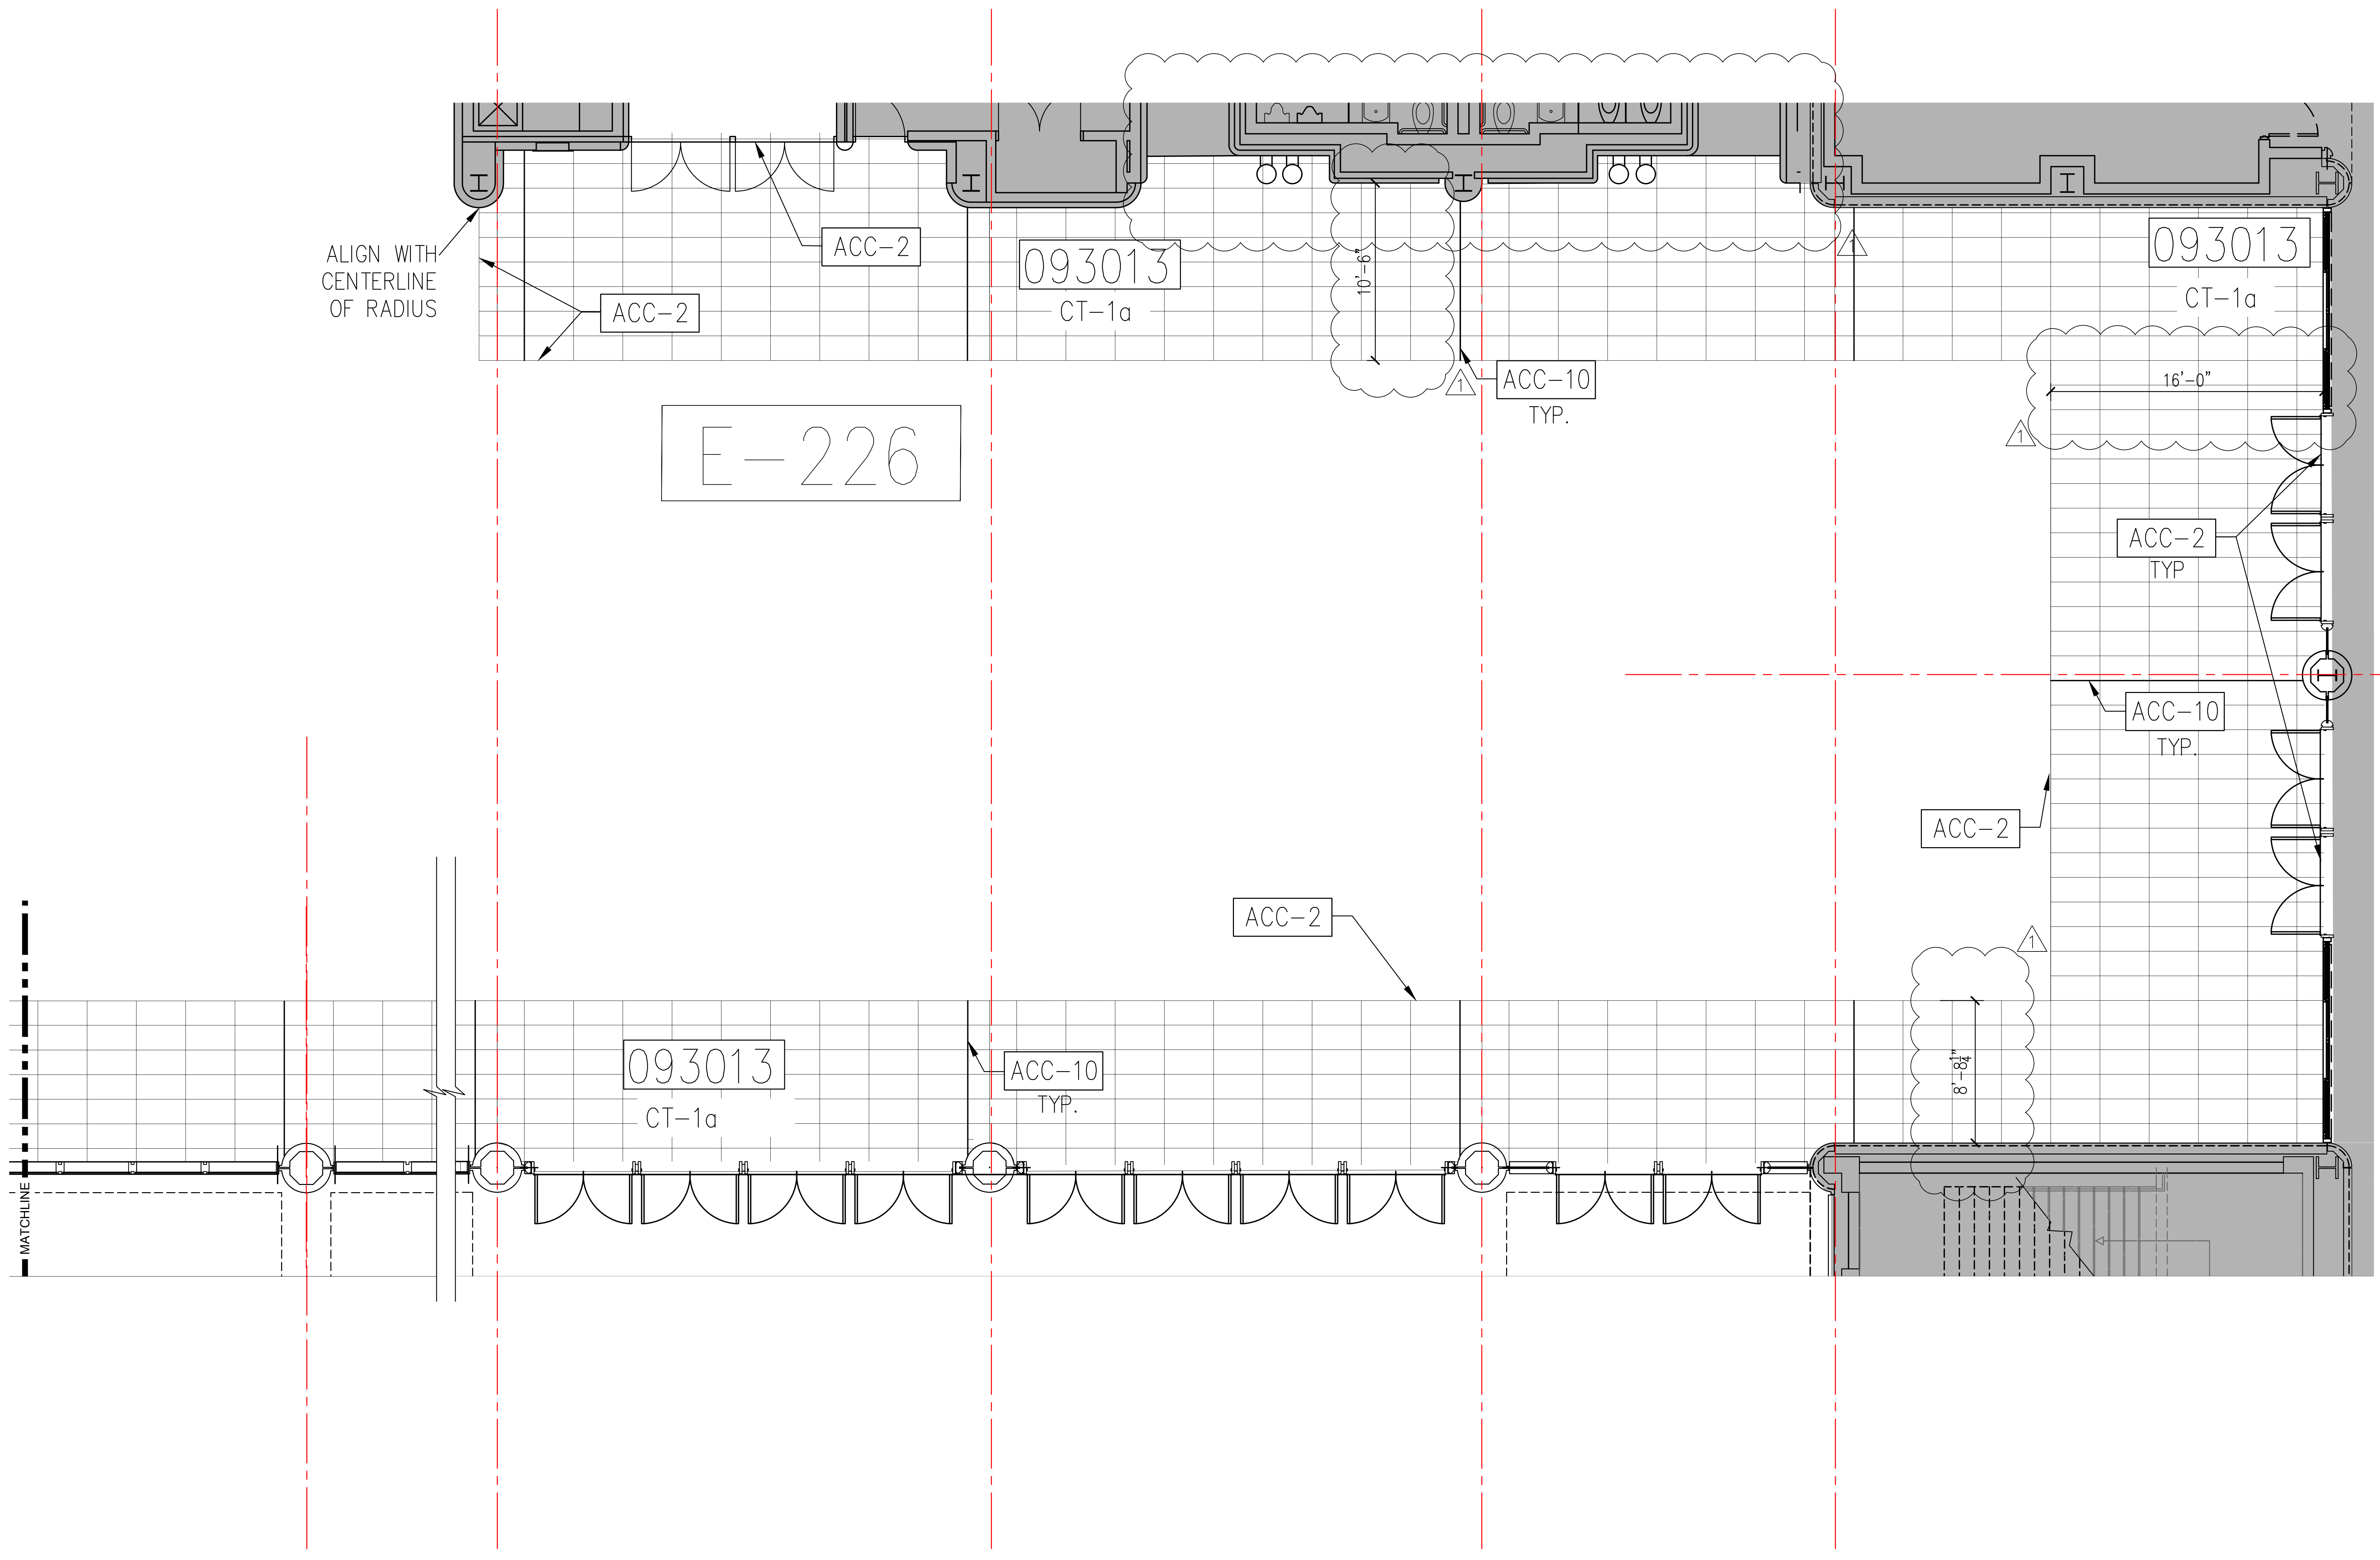 ALIGN WITH
CENTERLINE
OF RADIUS
ACC-2
ACC-2
093013
CT-1a
10'-6"
1
1
ACC-10
TYP.
093013
CT-1a
16'-0"
1
E-226
ACC-2
TYP
ACC-10
TYP.
ACC-2
ACC-2
1
8'-8 1/4"
093013
CT-1a
ACC-10
TYP.
MATCHLINE